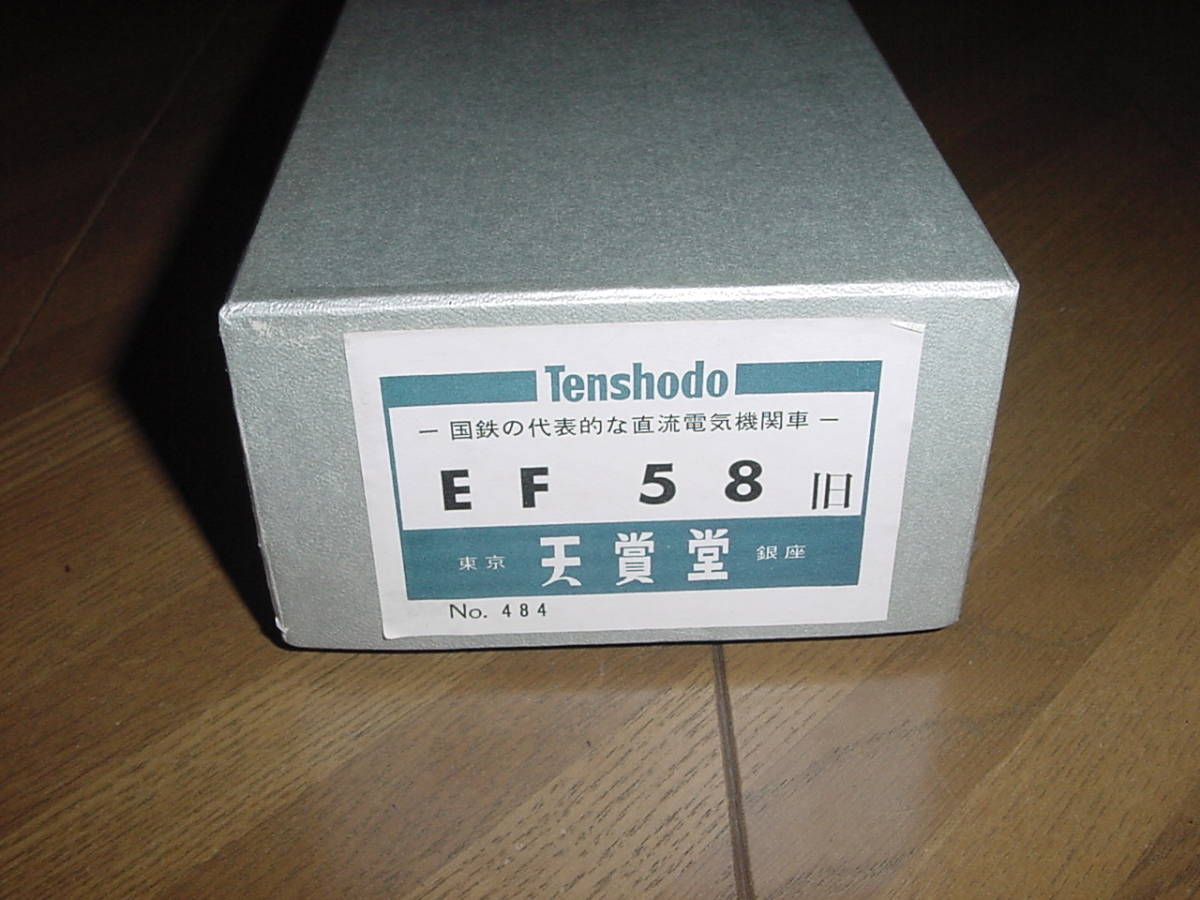 Tenshodo
－国鉄の代表的な直流電気機関車－
EF 58 旧
東京 天賞堂 銀座
No. 484